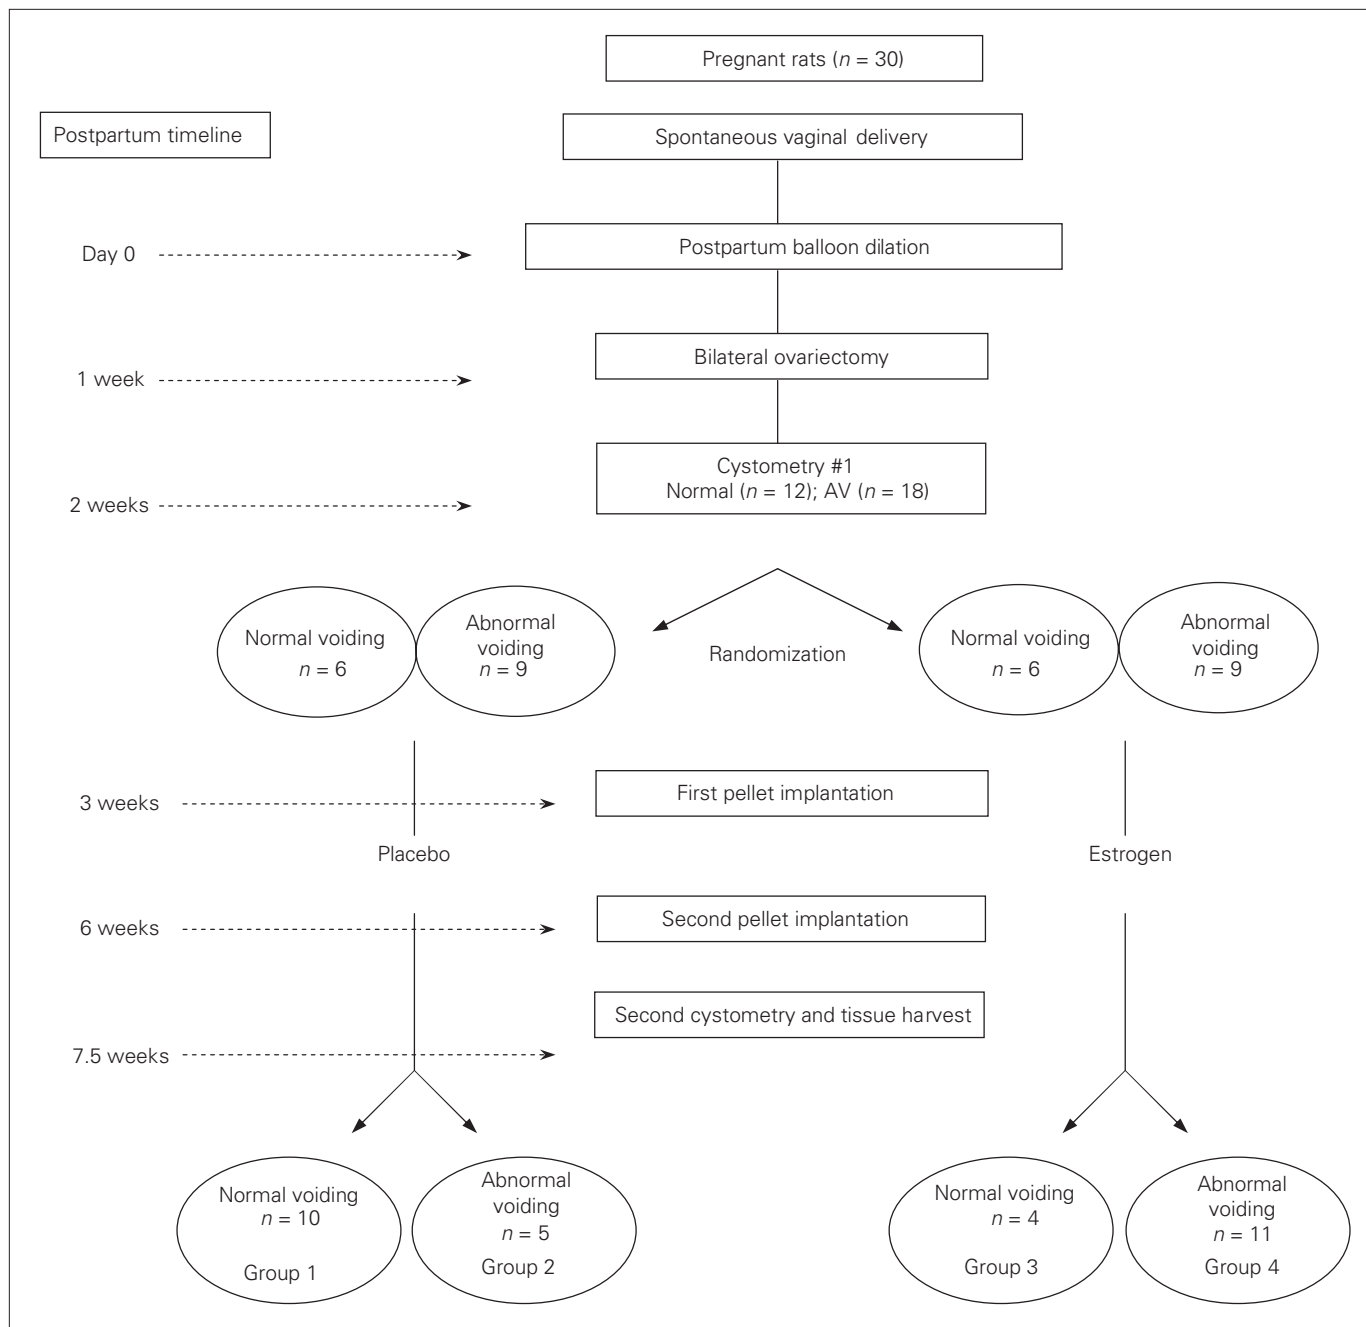 Pregnant rats (n = 30)
Postpartum timeline
Spontaneous vaginal delivery
Day 0
Postpartum balloon dilation
1 week
Bilateral ovariectomy
2 weeks
Cystometry #1
Normal (n = 12); AV (n = 18)
Normal voiding
n = 6
Abnormal
voiding
n = 9
Randomization
Normal voiding
n = 6
Abnormal
voiding
n = 9
3 weeks
First pellet implantation
Placebo
Estrogen
6 weeks
Second pellet implantation
Second cystometry and tissue harvest
7.5 weeks
Normal voiding
n = 10
Group 1
Abnormal
voiding
n = 5
Group 2
Normal voiding
n = 4
Group 3
Abnormal
voiding
n = 11
Group 4